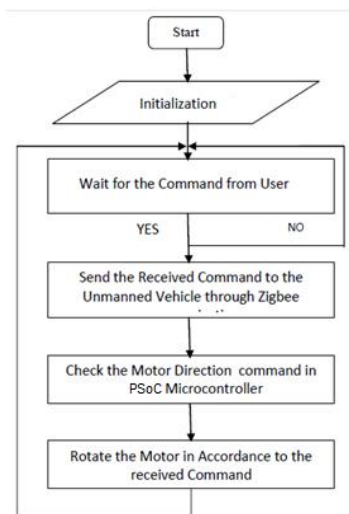 Start
Initialization
Wait for the Command from User
YES
NO
Send the Received Command to the
Unmanned Vehicle through Zigbee
Check the Motor Direction command in
PSoC Microcontroller
Rotate the Motor in Accordance to the
received Command